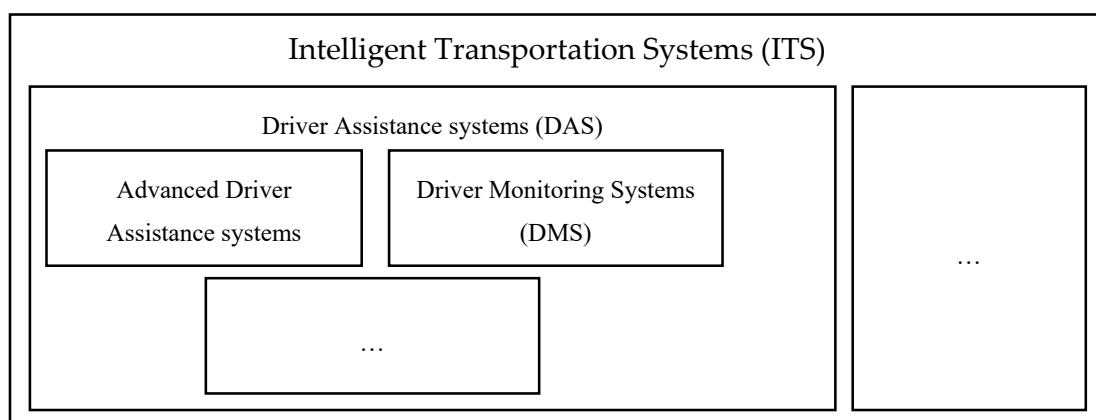 Intelligent Transportation Systems (ITS)
Driver Assistance systems (DAS)
Advanced Driver
Assistance systems
Driver Monitoring Systems
(DMS)
…
…